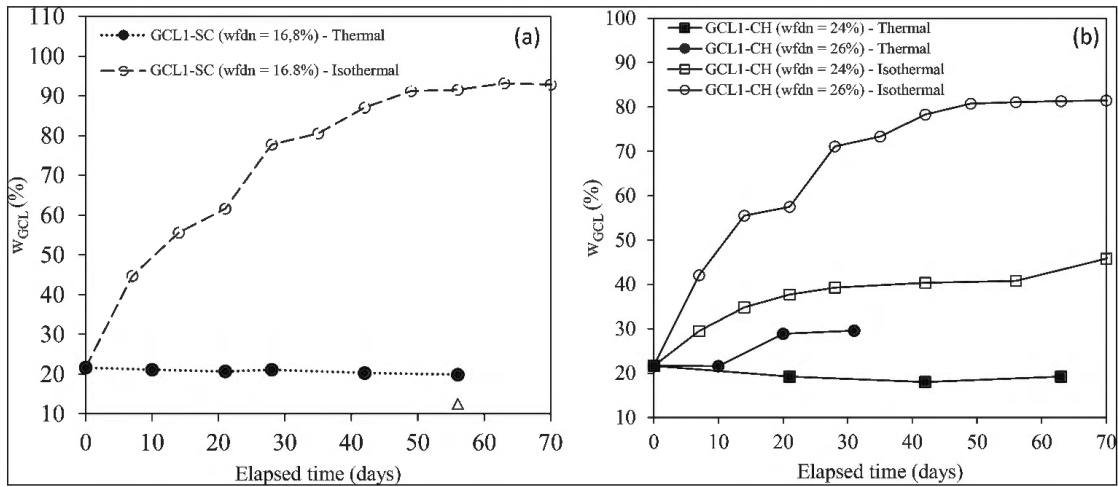 110
100
90
80
70
60
50
40
30
20
10
w_GCL (%)
GCL1-SC (wfdn = 16,8%) - Thermal
GCL1-SC (wfdn = 16.8%) - Isothermal
(a)
0 10 20 30 40 50 60 70
Elapsed time (days)
100
90
80
70
60
50
40
30
20
10
w_GCL (%)
GCL1-CH (wfdn = 24%) - Thermal
GCL1-CH (wfdn = 26%) - Thermal
GCL1-CH (wfdn = 24%) - Isothermal
GCL1-CH (wfdn = 26%) - Isothermal
(b)
0 10 20 30 40 50 60 70
Elapsed time (days)